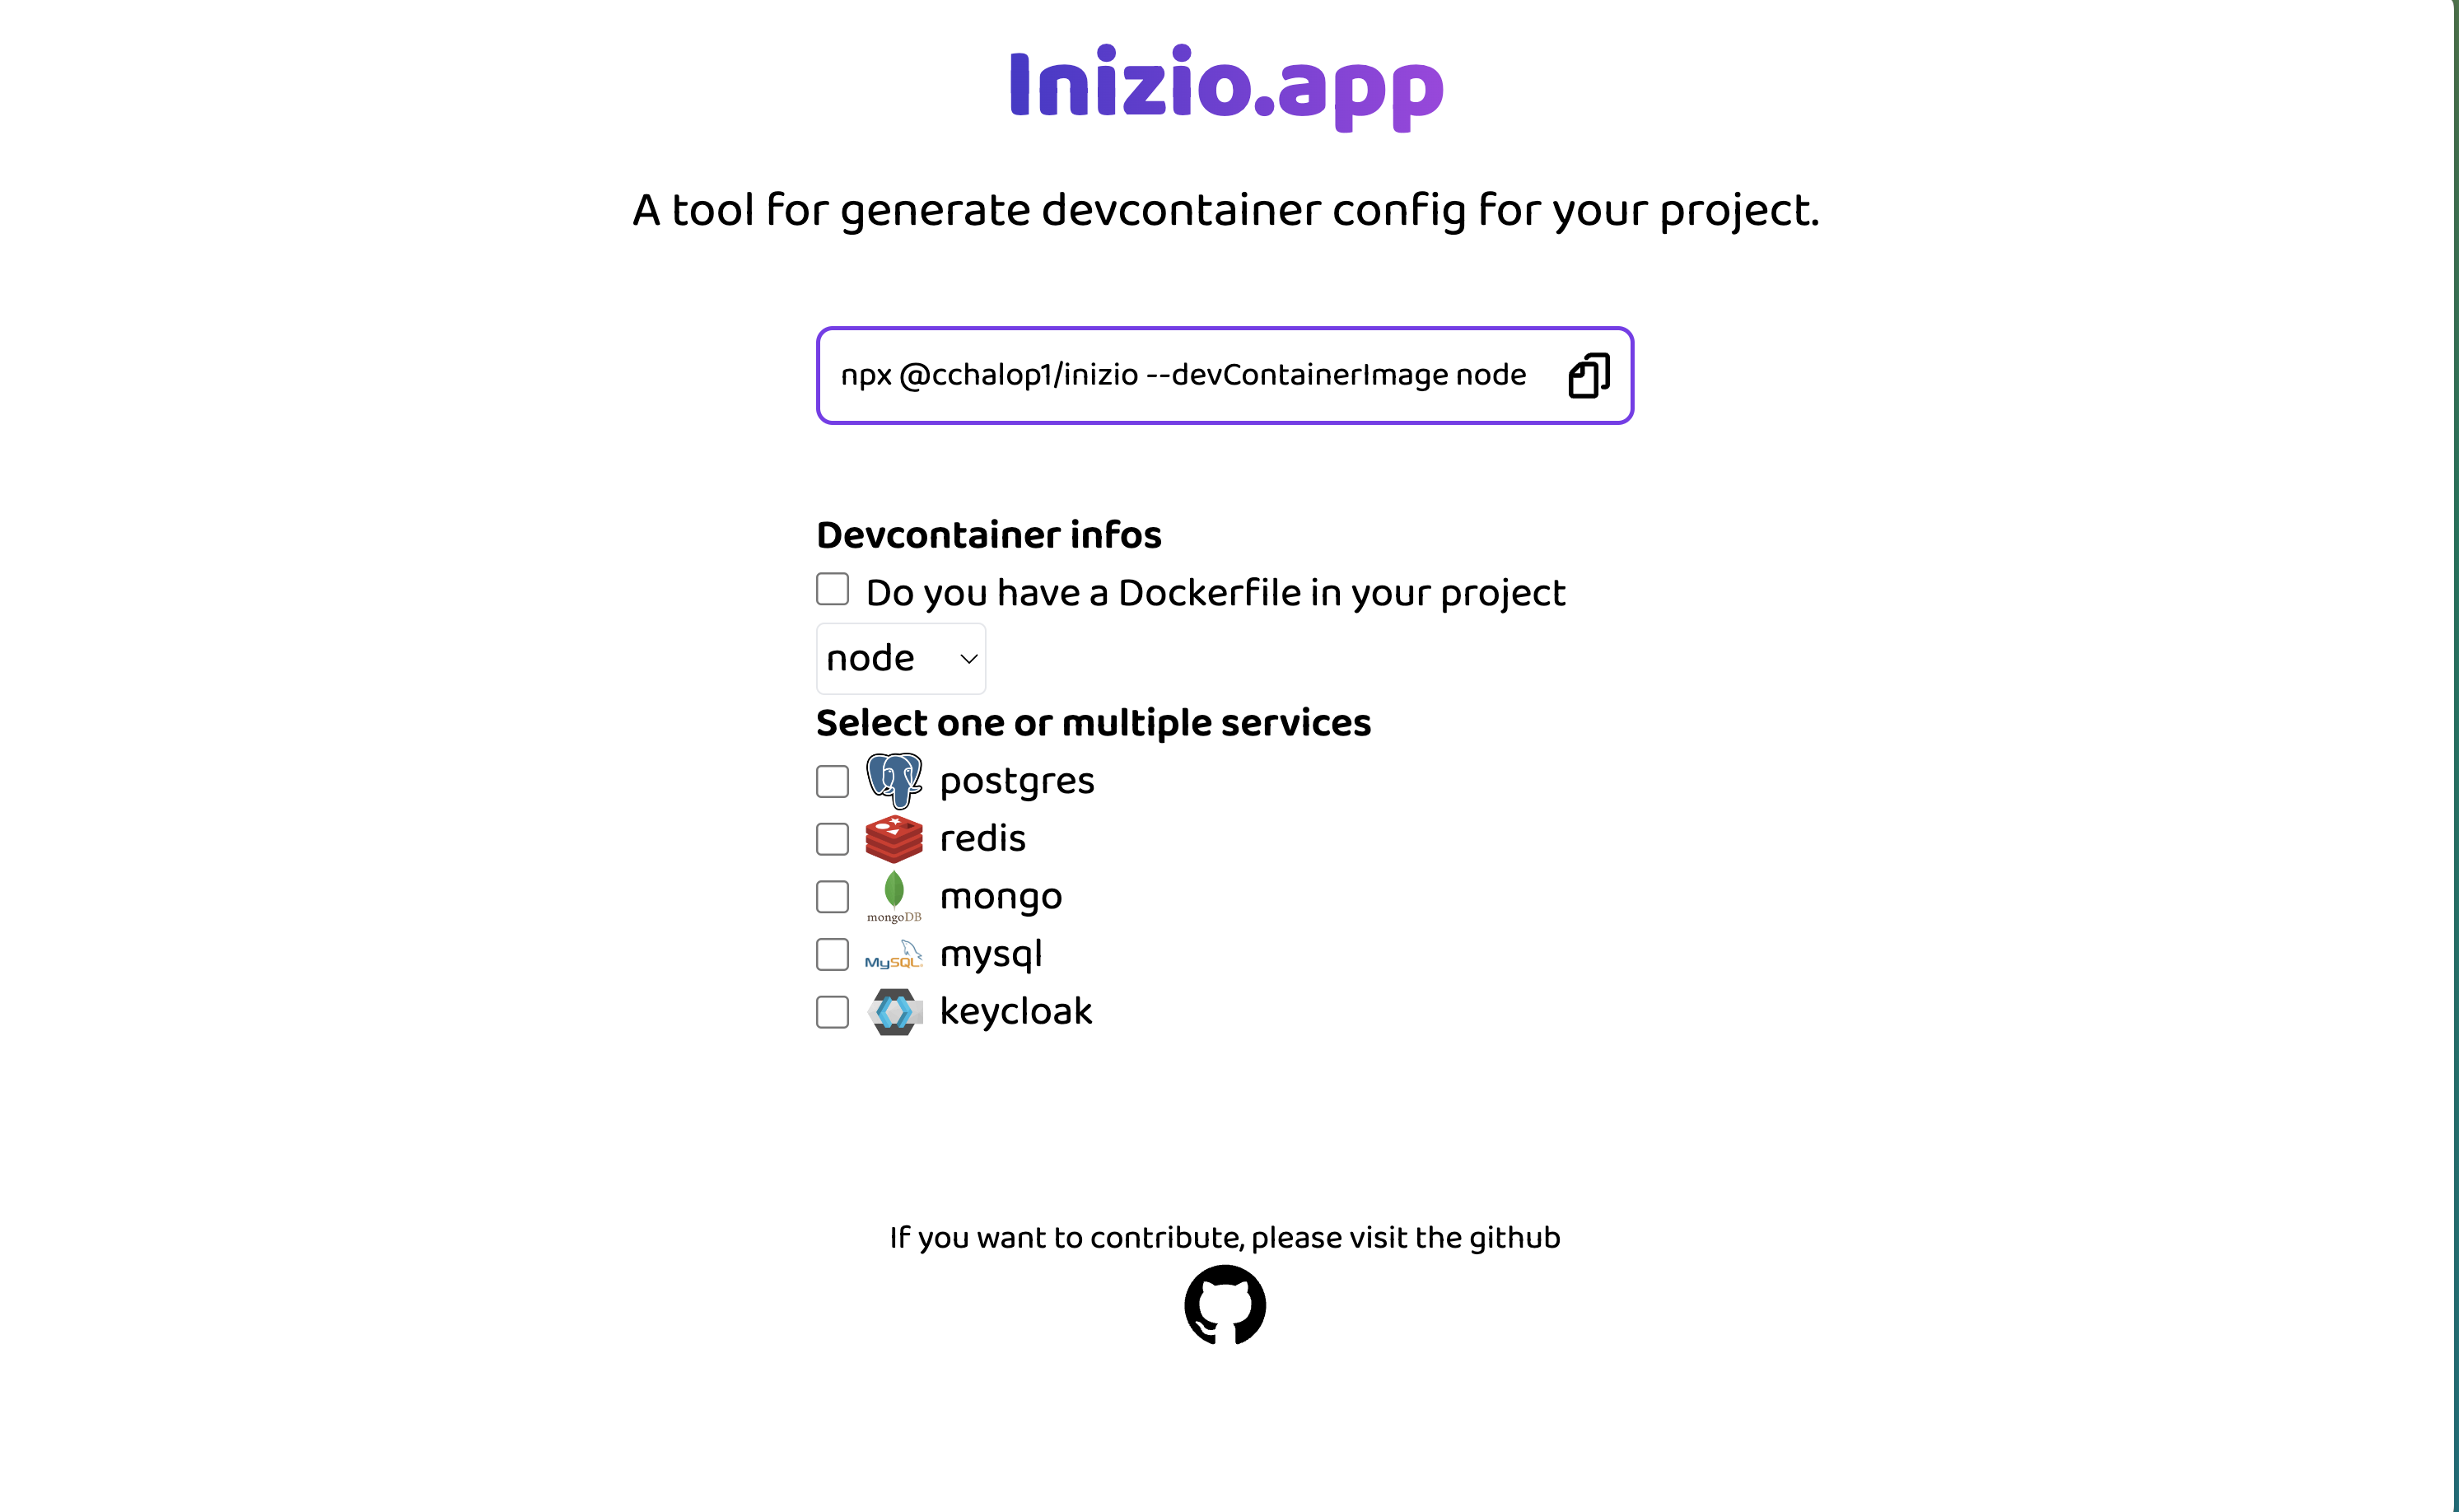 Inizio.app
A tool for generate devcontainer config for your project.
npx @cchalop1/inizio --devContainerImage node
Devcontainer infos
Do you have a Dockerfile in your project
node
Select one or multiple services
postgres
redis
mongoDB mongo
MySQL mysql
keycloak
If you want to contribute, please visit the github